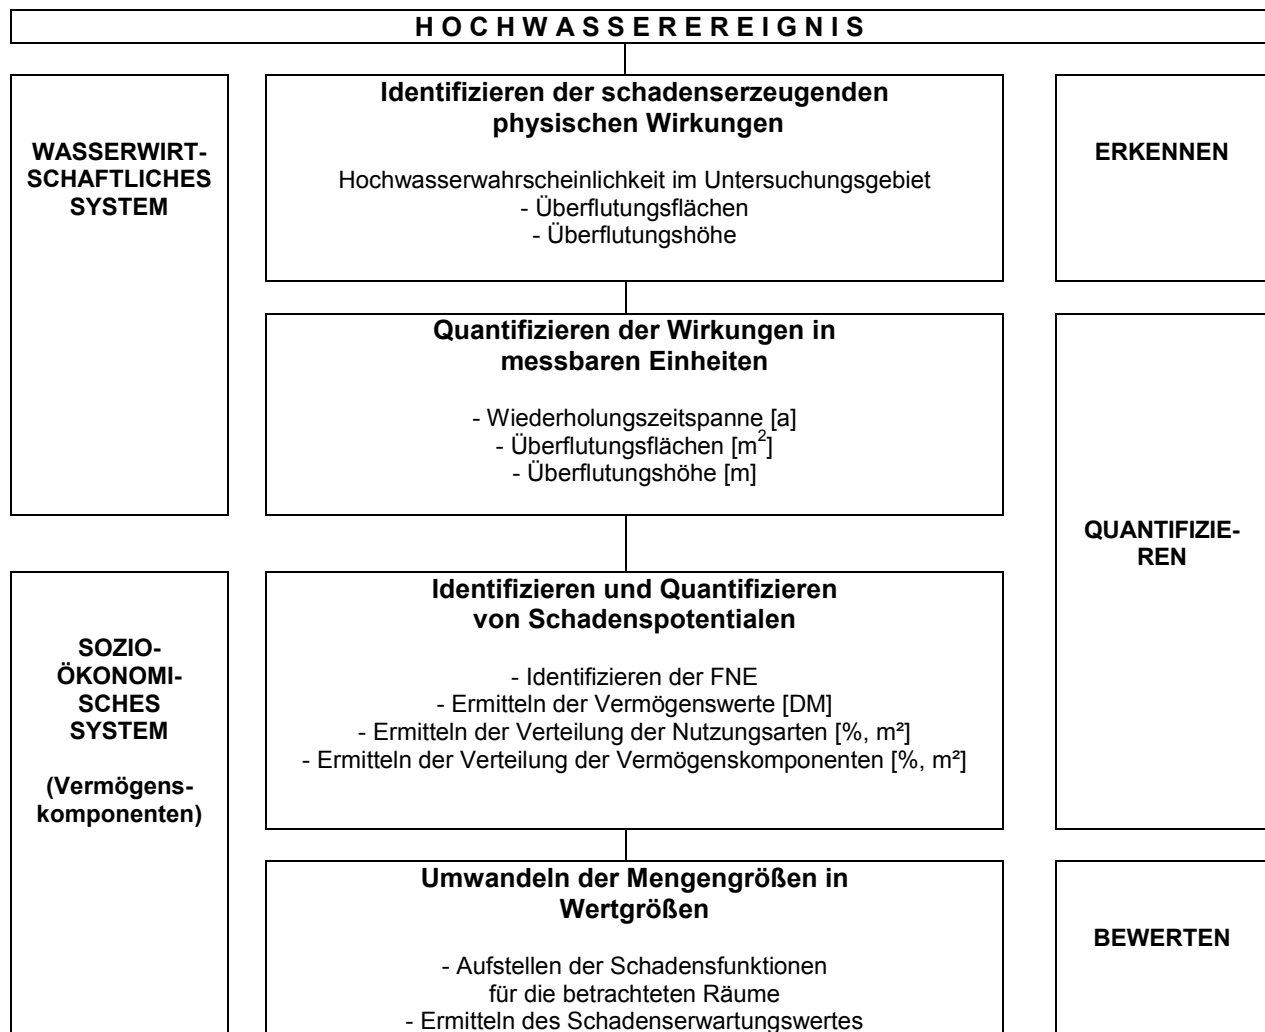 HOCHWASSEREREIGNIS
WASSERWIRT-
SCHAFTLICHES
SYSTEM
Identifizieren der schadenserzeugenden
physischen Wirkungen
Hochwasserwahrscheinlichkeit im Untersuchungsgebiet
- Überflutungsflächen
- Überflutungshöhe
ERKENNEN
Quantifizieren der Wirkungen in
messbaren Einheiten
- Wiederholungszeitspanne [a]
- Überflutungsflächen [m²]
- Überflutungshöhe [m]
QUANTIFIZIE-
REN
SOZIO-
ÖKONOMI-
SCHES
SYSTEM
(Vermögens-
komponenten)
Identifizieren und Quantifizieren
von Schadenspotentialen
- Identifizieren der FNE
- Ermitteln der Vermögenswerte [DM]
- Ermitteln der Verteilung der Nutzungsarten [%, m²]
- Ermitteln der Verteilung der Vermögenskomponenten [%, m²]
Umwandeln der Mengengrößen in
Wertgrößen
- Aufstellen der Schadensfunktionen
für die betrachteten Räume
- Ermitteln des Schadenserwartungswertes
BEWERTEN